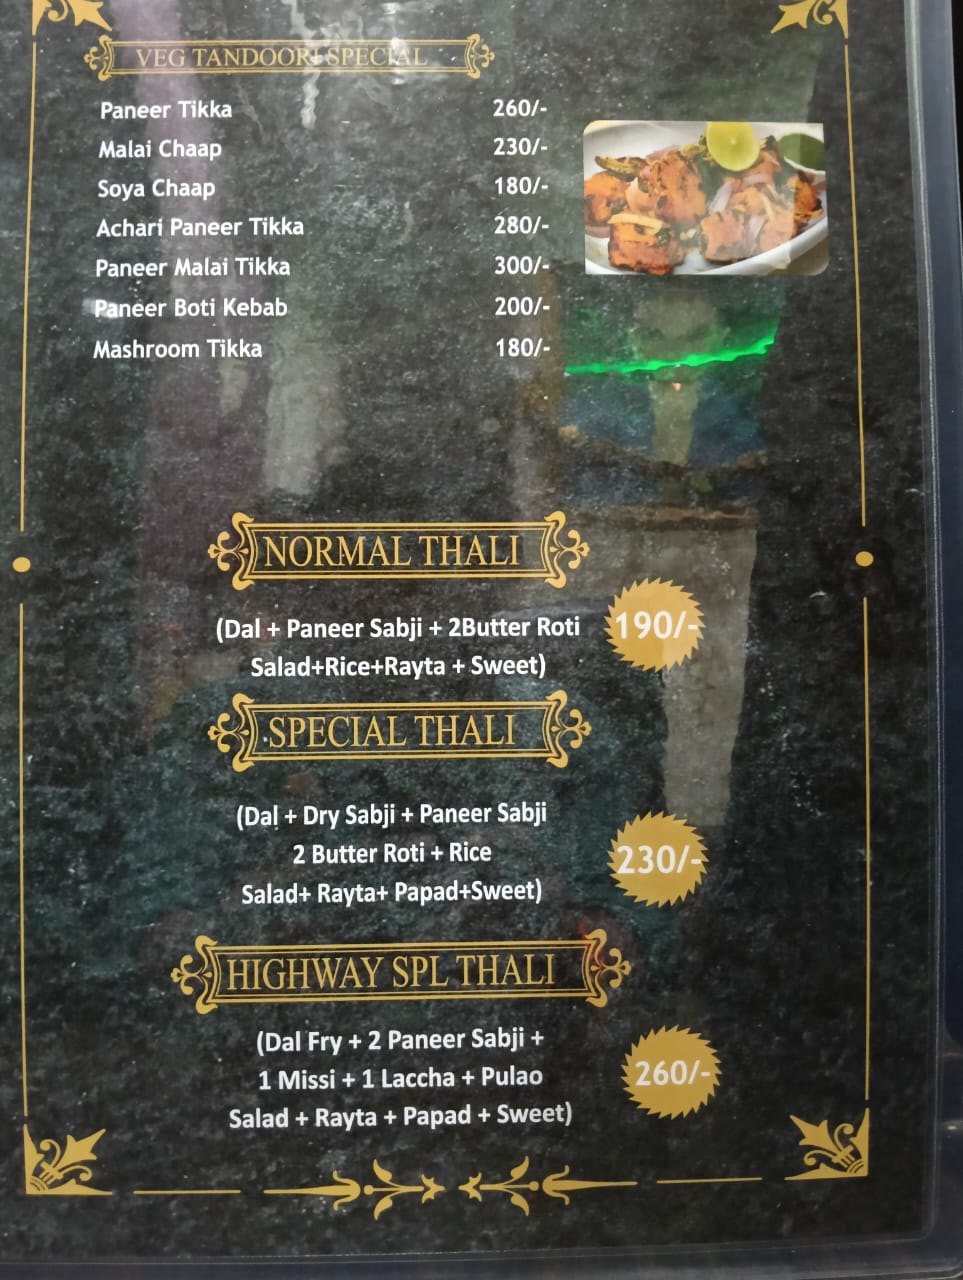 VEG TANDOORI SPECIAL
Paneer Tikka 260/-
Malai Chaap 230/-
Soya Chaap 180/-
Achari Paneer Tikka 280/-
Paneer Malai Tikka 300/-
Paneer Boti Kebab 200/-
Mashroom Tikka 180/-
NORMAL THALI
(Dal + Paneer Sabji + 2Butter Roti
Salad+Rice+Rayta + Sweet)
190/-
SPECIAL THALI
(Dal + Dry Sabji + Paneer Sabji
2 Butter Roti + Rice
Salad+ Rayta+ Papad+Sweet)
230/-
HIGHWAY SPL THALI
(Dal Fry + 2 Paneer Sabji +
1 Missi + 1 Laccha + Pulao
Salad + Rayta + Papad + Sweet)
260/-